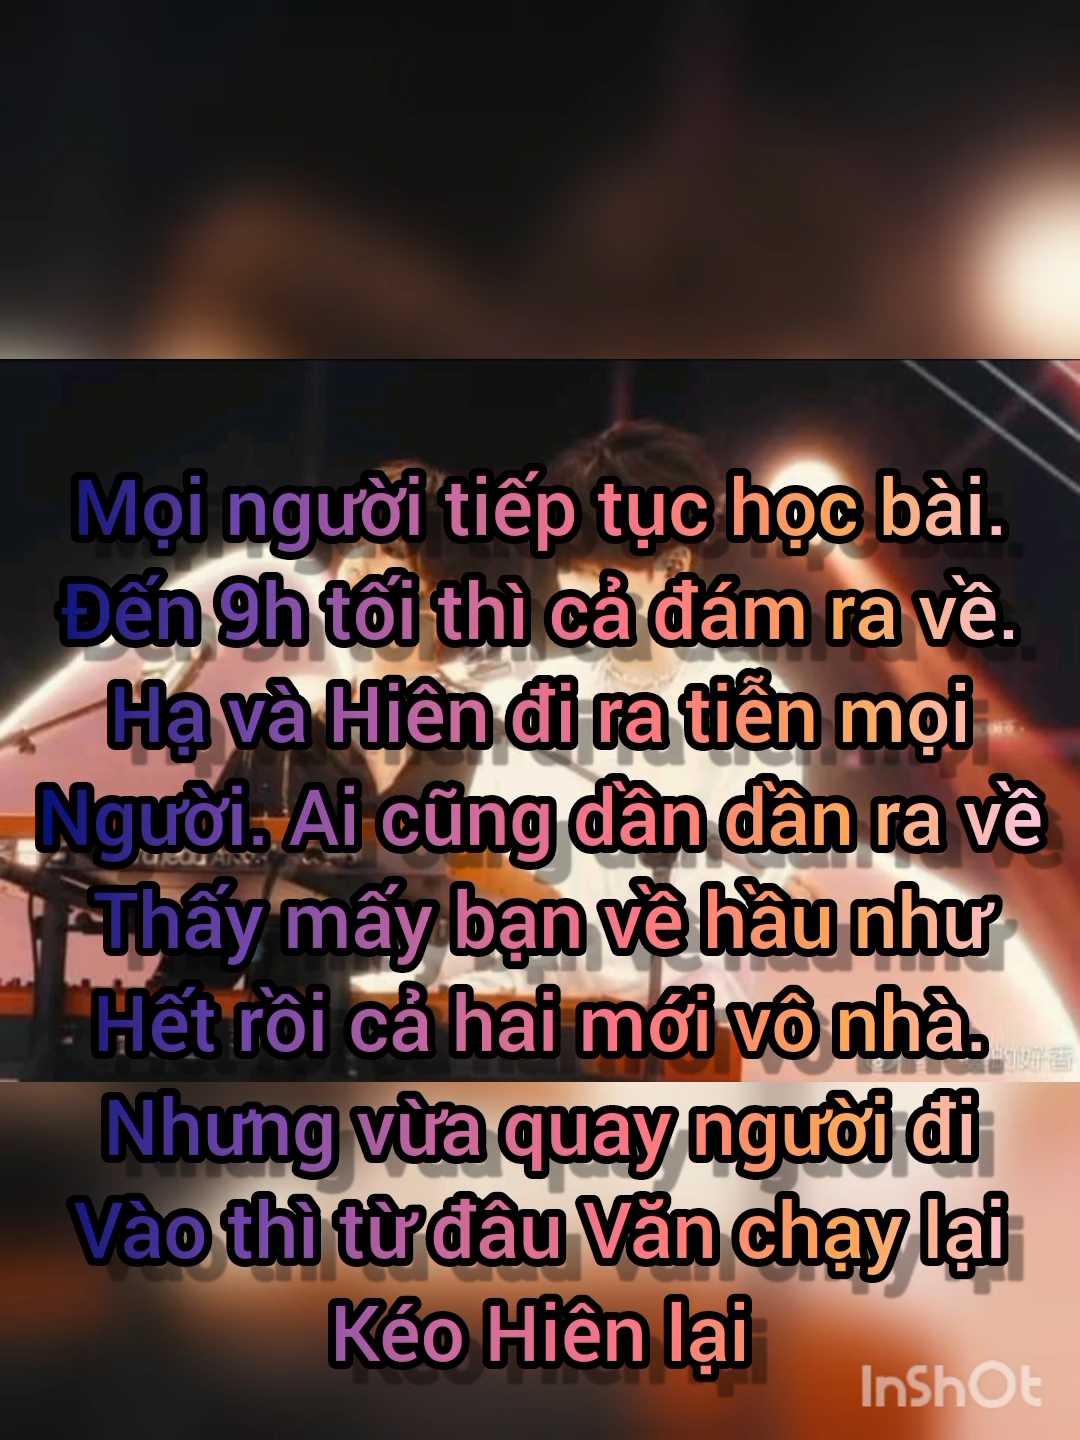 Mọi người tiếp tục học bài.
Đến 9h tối thì cả đám ra về.
Hạ và Hiên đi ra tiễn mọi
Người. Ai cũng dần dần ra về
Thấy mấy bạn về hầu như
Hết rồi cả hai mới vô nhà.
的好香
Nhưng vừa quay người đi
Vào thì từ đâu Văn chạy lại
Kéo Hiên lại
InShOt